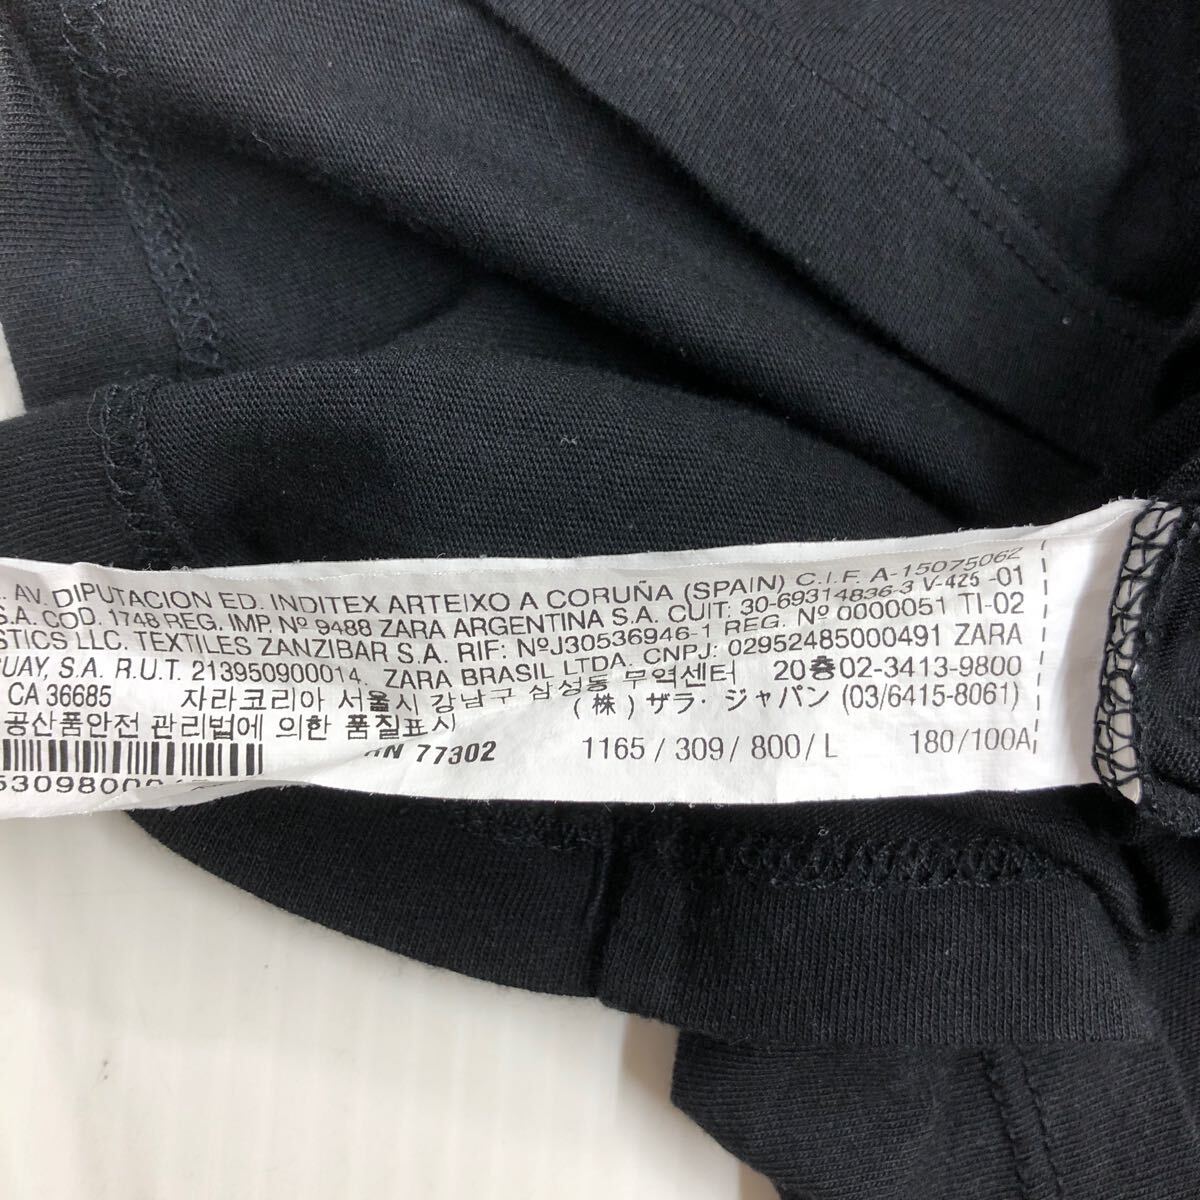 AV. DIPUTACION ED. INDITEX ARTEIXO A CORUÑA (SPAIN) C.I.F. A-15075062
S.A. COD. 1748 REG. IMP. Nº 9488 ZARA ARGENTINA S.A. CUIT: 30-69314836-3 V-425 -01
STICS LLC. TEXTILES ZANZIBAR S.A. RIF: NºJ30536946-1 REG. Nº 0000051 TI-02
UAY, S.A. R.U.T. 213950900014. ZARA BRASIL LTDA. CNPJ: 02952485000491 ZARA
CA 36685 자라코리아 서울시 강남구 삼성동 무역센터 20층02-3413-9800
공산품안전 관리법에 의한 품질표시 (株) ザラ・ジャパン (03/6415-8061)
RN 77302 1165/309/800/L 180/100A